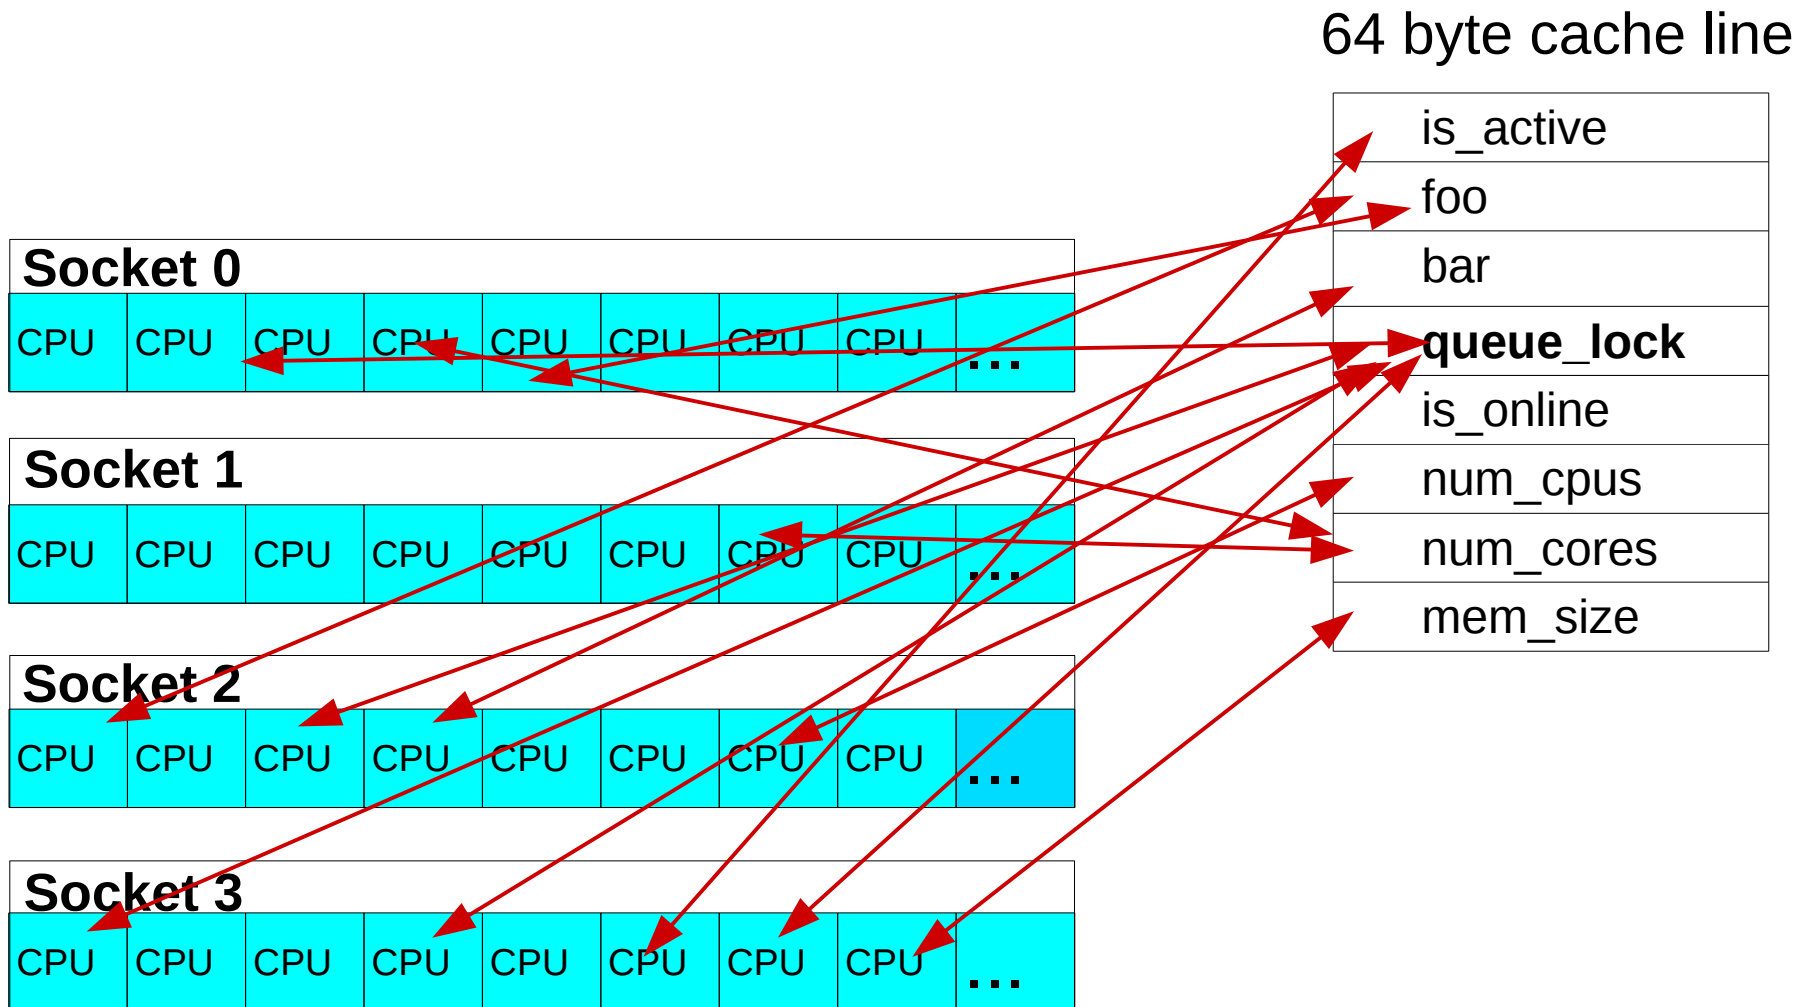 64 byte cache line
is_active
foo
bar
queue_lock
is_online
num_cpus
num_cores
mem_size
Socket 0
CPU CPU CPU CPU CPU CPU CPU CPU ...
Socket 1
CPU CPU CPU CPU CPU CPU CPU CPU ...
Socket 2
CPU CPU CPU CPU CPU CPU CPU CPU ...
Socket 3
CPU CPU CPU CPU CPU CPU CPU CPU ...